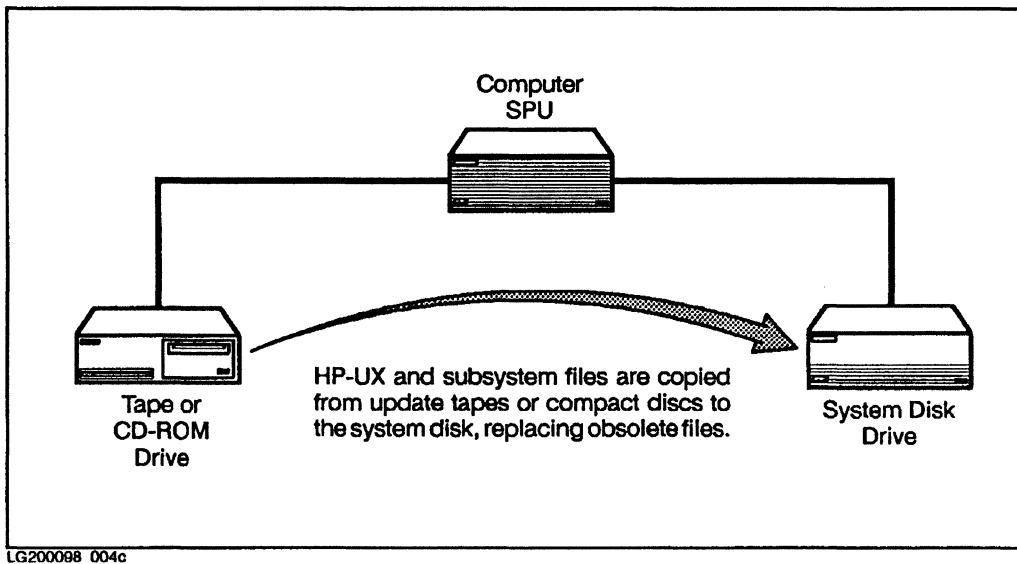 Computer
SPU
HP-UX and subsystem files are copied
from update tapes or compact discs to
the system disk, replacing obsolete files.
Tape or
CD-ROM
Drive
System Disk
Drive
LG200098_004c